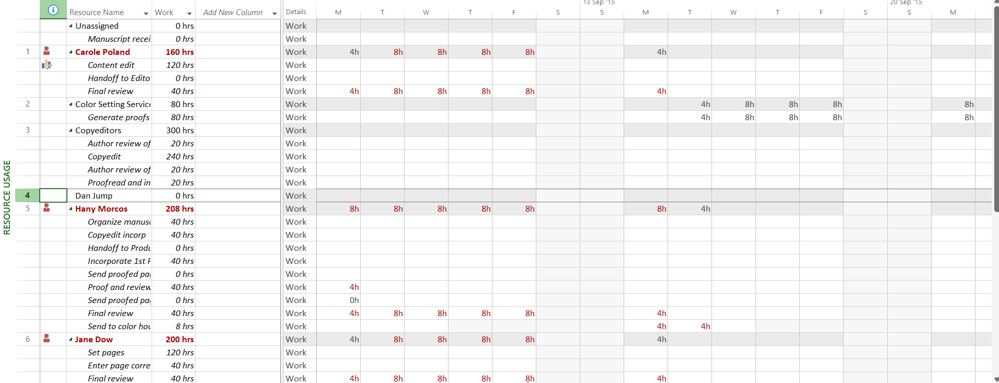 13 Sep '15 20 Sep '15
Resource Name Work Add New Column Details M T W T F S S M T W T F S S M
Unassigned 0 hrs Work
Manuscript recei 0 hrs Work
1 Carole Poland 160 hrs Work 4h 8h 8h 8h 8h 4h
Content edit 120 hrs Work
Handoff to Edito 0 hrs Work
Final review 40 hrs Work 4h 8h 8h 8h 8h 4h
2 Color Setting Service 80 hrs Work 4h 8h 8h 8h 8h
Generate proofs 80 hrs Work 4h 8h 8h 8h 8h
3 Copyeditors 300 hrs Work
Author review of 20 hrs Work
Copyedit 240 hrs Work
Author review of 20 hrs Work
Proofread and in 20 hrs Work
4 Dan Jump 0 hrs Work
5 Hany Morcos 208 hrs Work 8h 8h 8h 8h 8h 8h 4h
Organize manusc 40 hrs Work
Copyedit incorp 40 hrs Work
Handoff to Produ 0 hrs Work
Incorporate 1st P 40 hrs Work
Send proofed pag 0 hrs Work
Proof and review 40 hrs Work 4h
Send proofed pag 0 hrs Work 0h
Final review 40 hrs Work 4h 8h 8h 8h 8h 4h
Send to color hou 8 hrs Work 4h 4h
6 Jane Dow 200 hrs Work 4h 8h 8h 8h 8h 4h
Set pages 120 hrs Work
Enter page corre 40 hrs Work
Final review 40 hrs Work 4h 8h 8h 8h 8h 4h
RESOURCE USAGE